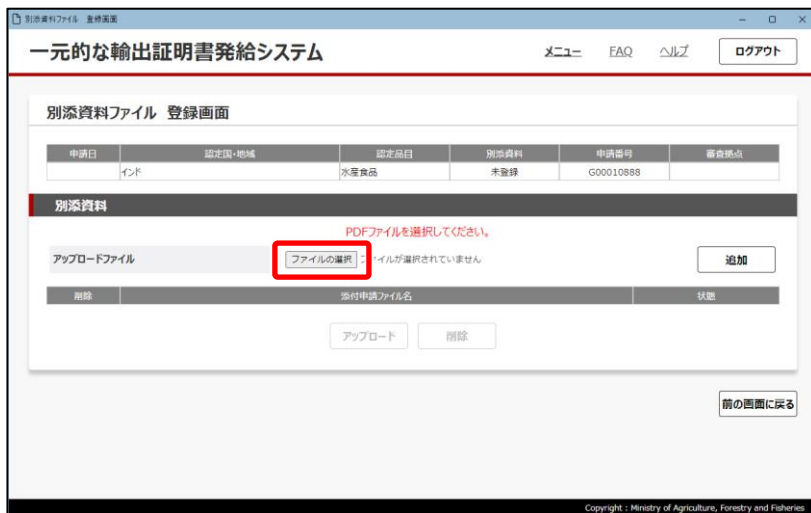 別添資料ファイル 登録画面
一元的な輸出証明書発給システム
メニュー FAQ ヘルプ ログアウト
別添資料ファイル 登録画面
申請日 認定国・地域 認定品目 別添資料 申請番号 審査拠点
インド 水産食品 未登録 G00010888
別添資料
PDFファイルを選択してください。
アップロードファイル ファイルの選択 ファイルが選択されていません 追加
削除 添付申請ファイル名 状態
アップロード 削除
前の画面に戻る
Copyright : Ministry of Agriculture, Forestry and Fisheries